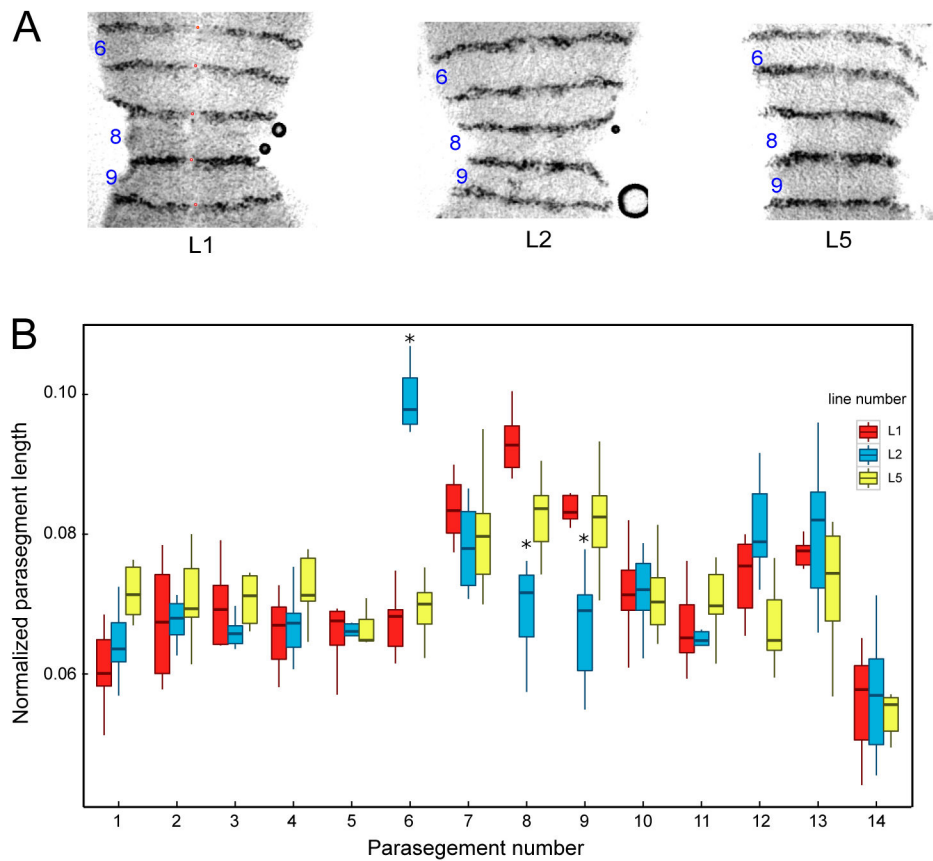 A
6
8
9
L1
6
8
9
L2
6
8
9
L5
B
*
*
*
0.10
0.08
0.06
Normalized parasegment length
line number
L1
L2
L5
1 2 3 4 5 6 7 8 9 10 11 12 13 14
Parasegement number